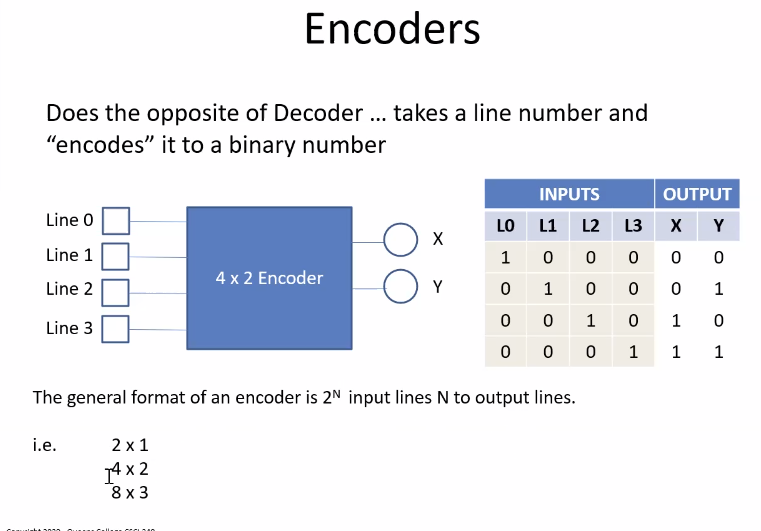 Encoders
Does the opposite of Decoder ... takes a line number and
“encodes” it to a binary number
Line 0
Line 1
Line 2
Line 3
4 x 2 Encoder
X
Y
INPUTS OUTPUT
L0 L1 L2 L3 X Y
1 0 0 0 0 0
0 1 0 0 0 1
0 0 1 0 1 0
0 0 0 1 1 1
The general format of an encoder is 2ᴺ input lines N to output lines.
i.e. 2 x 1
4 x 2
8 x 3